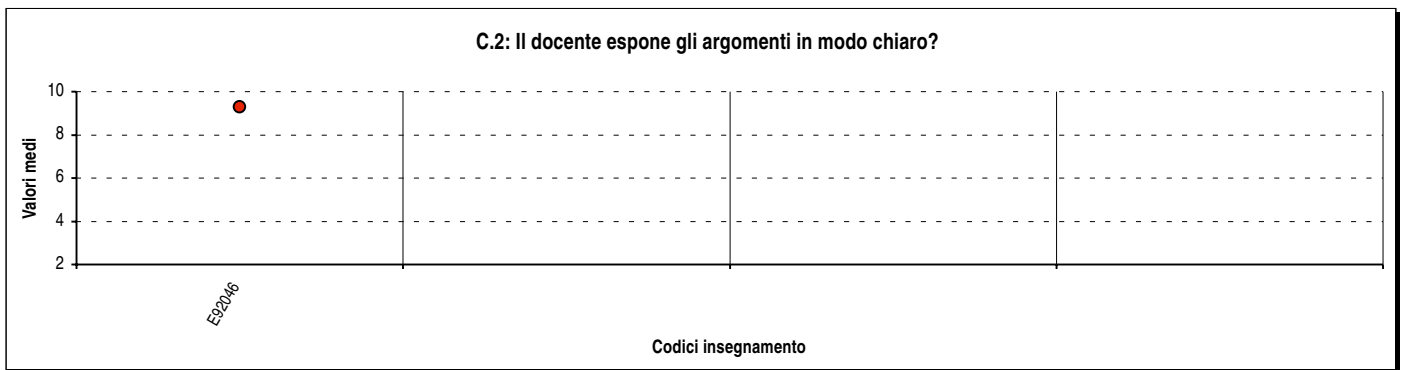 C.2: Il docente espone gli argomenti in modo chiaro?
10
8
6
4
2
Valori medi
E92046
Codici insegnamento